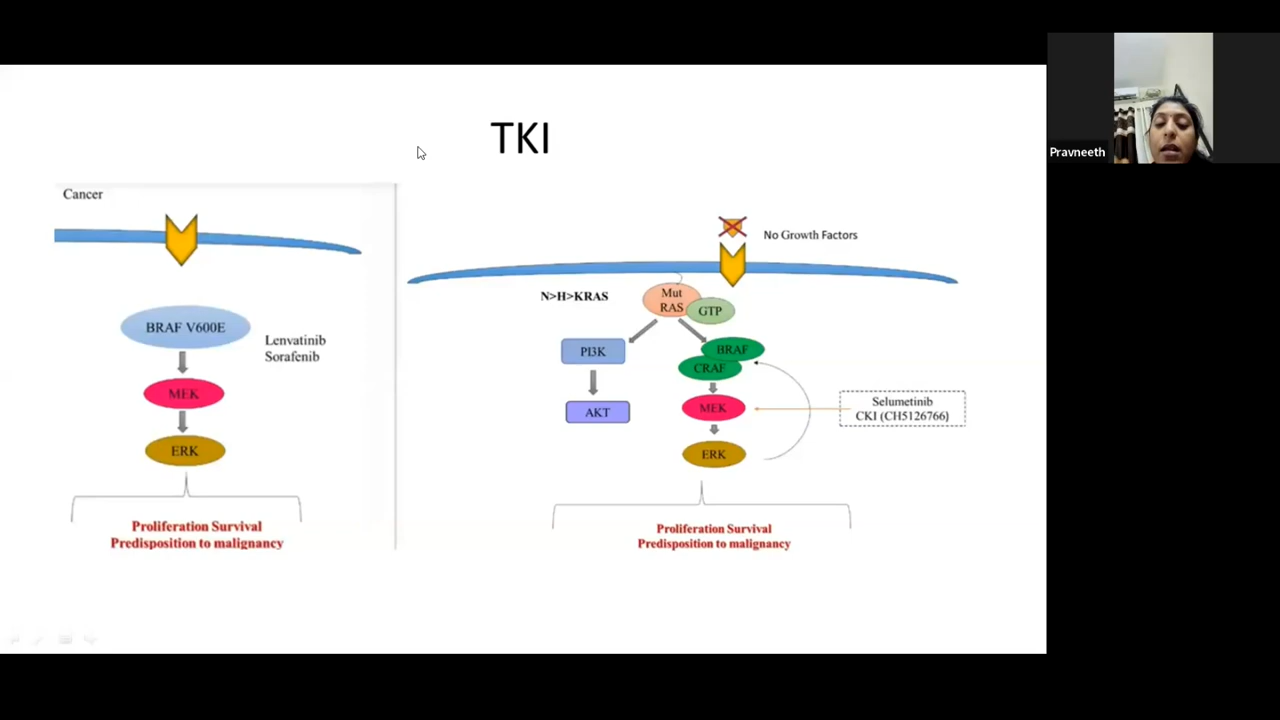 TKI
Pravneeth
Cancer
BRAF V600E
Lenvatinib
Sorafenib
MEK
ERK
Proliferation Survival
Predisposition to malignancy
No Growth Factors
N>H>KRAS
Mut
RAS
GTP
PI3K
BRAF
CRAF
AKT
MEK
Selumetinib
CKI (CH5126766)
ERK
Proliferation Survival
Predisposition to malignancy